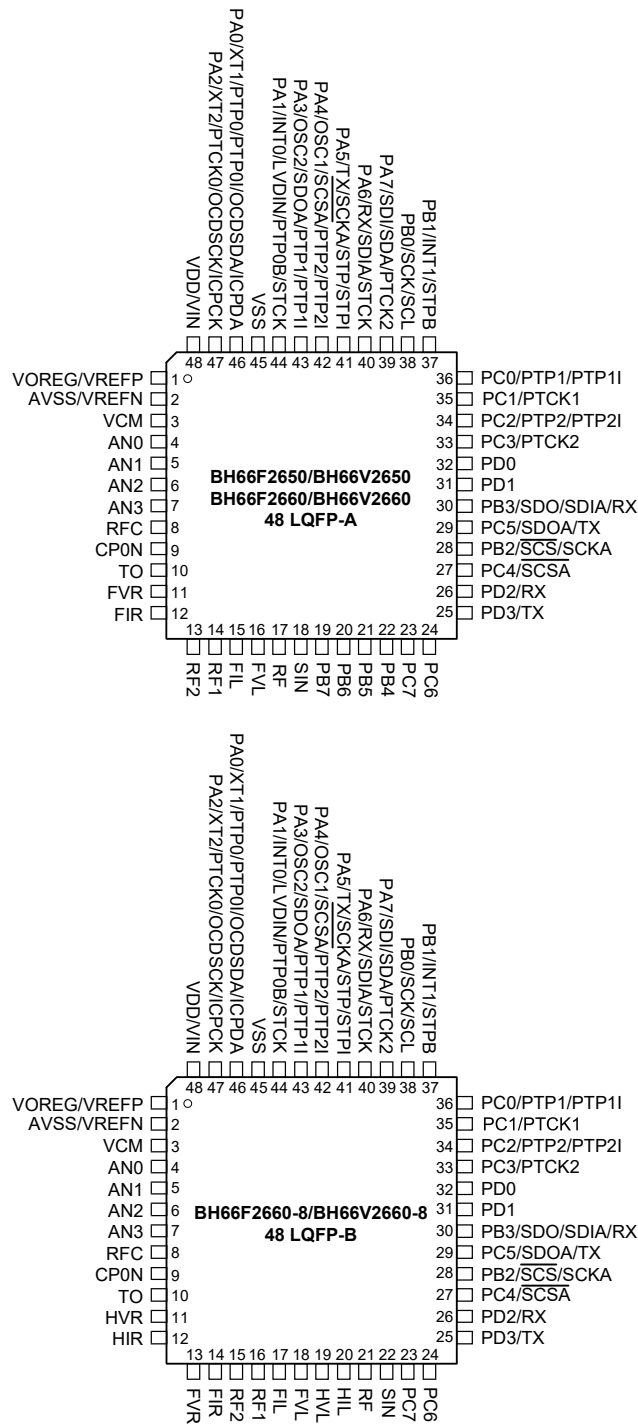 PA0/XT1/PTP0/PTP0I/OCDSDA/ICPDA
PA2/XT2/PTCK0/OCDSCK/ICPCK
PA1/INT0/LVDIN/PTP0B/STCK
PA3/OSC2/SDOA/PTP1/PTP1I
PA4/OSC1/SCSA/PTP2/PTP2I
PA5/TX/SCKA/STP/STPI
PA6/RX/SDIA/STCK
PA7/SDI/SDA/PTCK2
PB0/SCK/SCL
PB1/INT1/STPB
VDD/VIN
VSS
48 47 46 45 44 43 42 41 40 39 38 37
VOREG/VREFP 1 36 PC0/PTP1/PTP1I
AVSS/VREFN 2 35 PC1/PTCK1
VCM 3 34 PC2/PTP2/PTP2I
AN0 4 33 PC3/PTCK2
AN1 5 32 PD0
AN2 6 31 PD1
AN3 7 30 PB3/SDO/SDIA/RX
RFC 8 29 PC5/SDOA/TX
CP0N 9 28 PB2/SCS/SCKA
TO 10 27 PC4/SCSA
FVR 11 26 PD2/RX
FIR 12 25 PD3/TX
BH66F2650/BH66V2650
BH66F2660/BH66V2660
48 LQFP-A
13 14 15 16 17 18 19 20 21 22 23 24
RF2 RF1 FIL FVL RF SIN PB7 PB6 PB5 PB4 PC7 PC6
PA0/XT1/PTP0/PTP0I/OCDSDA/ICPDA
PA2/XT2/PTCK0/OCDSCK/ICPCK
PA1/INT0/LVDIN/PTP0B/STCK
PA3/OSC2/SDOA/PTP1/PTP1I
PA4/OSC1/SCSA/PTP2/PTP2I
PA5/TX/SCKA/STP/STPI
PA6/RX/SDIA/STCK
PA7/SDI/SDA/PTCK2
PB0/SCK/SCL
PB1/INT1/STPB
VDD/VIN
VSS
48 47 46 45 44 43 42 41 40 39 38 37
VOREG/VREFP 1 36 PC0/PTP1/PTP1I
AVSS/VREFN 2 35 PC1/PTCK1
VCM 3 34 PC2/PTP2/PTP2I
AN0 4 33 PC3/PTCK2
AN1 5 32 PD0
AN2 6 31 PD1
AN3 7 30 PB3/SDO/SDIA/RX
RFC 8 29 PC5/SDOA/TX
CP0N 9 28 PB2/SCS/SCKA
TO 10 27 PC4/SCSA
HVR 11 26 PD2/RX
HIR 12 25 PD3/TX
BH66F2660-8/BH66V2660-8
48 LQFP-B
13 14 15 16 17 18 19 20 21 22 23 24
FVR FIR RF2 RF1 FIL FVL HVL HIL RF SIN PC7 PC6